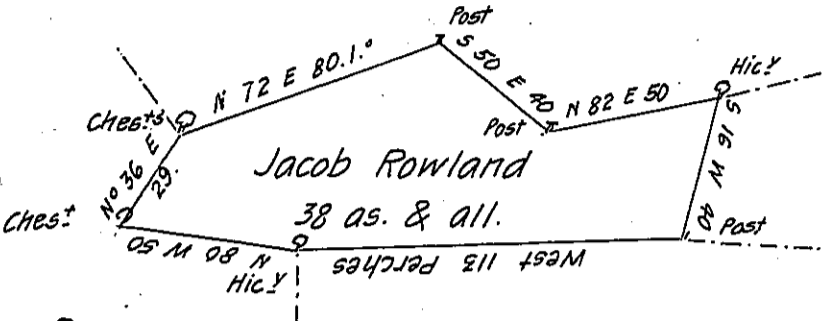 Post
N 72 E 80.1.°
S 50 E 40
Hic.y
N 82 E 50
Post
Ches.ts
S 16 W 40
Jacob Rowland
N° 36 E
29.
38 as. & all.
Ches.t
Post
N 80 W 50
West 113 Perches
Hic.y